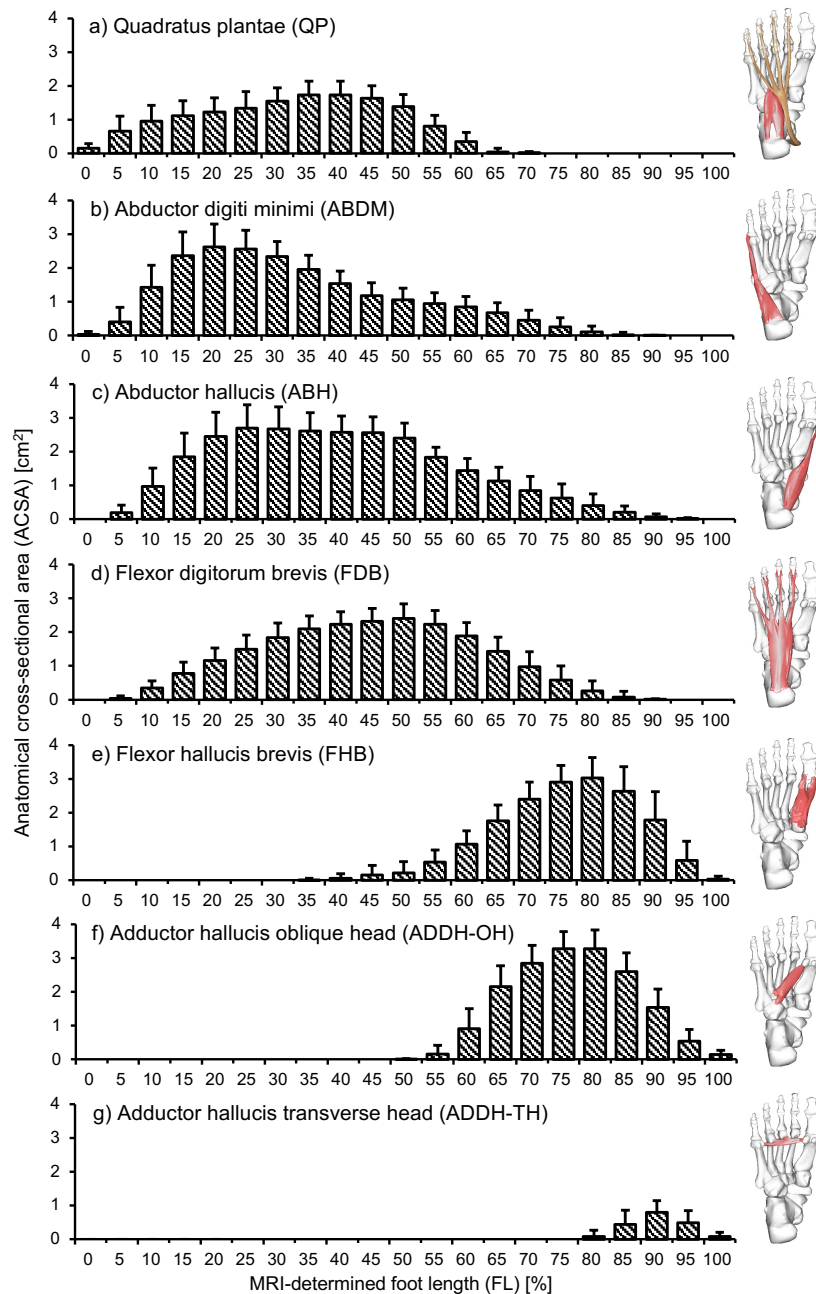 4
a) Quadratus plantae (QP)
3
2
1
0
0 5 10 15 20 25 30 35 40 45 50 55 60 65 70 75 80 85 90 95 100
4
b) Abductor digiti minimi (ABDM)
3
2
1
0
0 5 10 15 20 25 30 35 40 45 50 55 60 65 70 75 80 85 90 95 100
4
c) Abductor hallucis (ABH)
3
2
1
0
0 5 10 15 20 25 30 35 40 45 50 55 60 65 70 75 80 85 90 95 100
Anatomical cross-sectional area (ACSA) [cm²]
4
d) Flexor digitorum brevis (FDB)
3
2
1
0
0 5 10 15 20 25 30 35 40 45 50 55 60 65 70 75 80 85 90 95 100
4
e) Flexor hallucis brevis (FHB)
3
2
1
0
0 5 10 15 20 25 30 35 40 45 50 55 60 65 70 75 80 85 90 95 100
4
f) Adductor hallucis oblique head (ADDH-OH)
3
2
1
0
0 5 10 15 20 25 30 35 40 45 50 55 60 65 70 75 80 85 90 95 100
4
g) Adductor hallucis transverse head (ADDH-TH)
3
2
1
0
0 5 10 15 20 25 30 35 40 45 50 55 60 65 70 75 80 85 90 95 100
MRI-determined foot length (FL) [%]